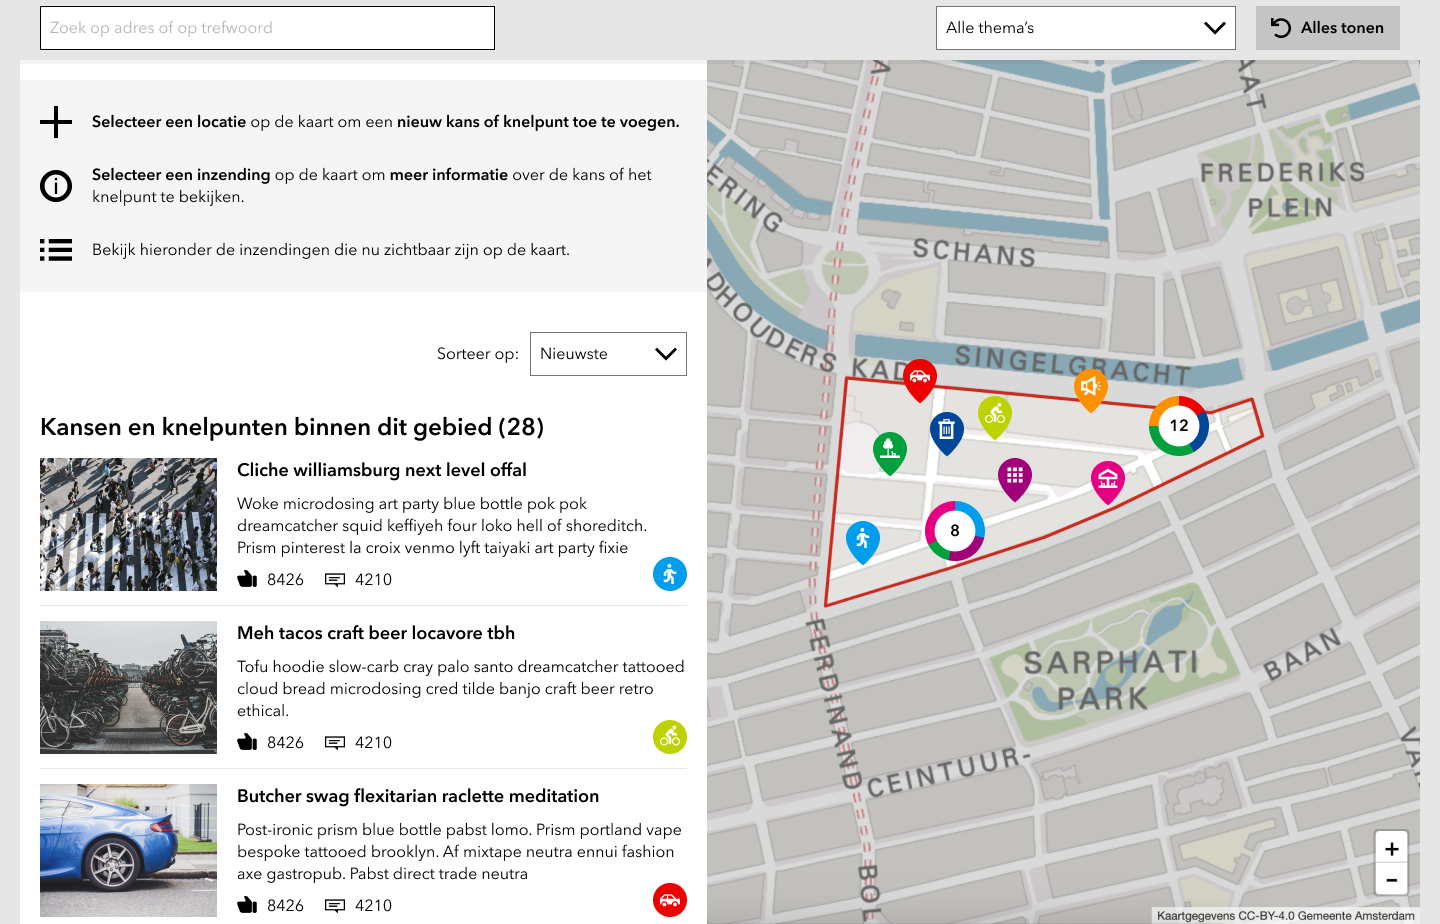 Zoek op adres of op trefwoord
Alle thema's
Alles tonen
Selecteer een locatie op de kaart om een nieuw kans of knelpunt toe te voegen.
Selecteer een inzending op de kaart om meer informatie over de kans of het
knelpunt te bekijken.
Bekijk hieronder de inzendingen die nu zichtbaar zijn op de kaart.
Sorteer op:
Nieuwste
Kansen en knelpunten binnen dit gebied (28)
Cliche williamsburg next level offal
Woke microdosing art party blue bottle pok pok
dreamcatcher squid keffiyeh four loko hell of shoreditch.
Prism pinterest la croix venmo lyft taiyaki art party fixie
8426 4210
Meh tacos craft beer locavore tbh
Tofu hoodie slow-carb cray palo santo dreamcatcher tattooed
cloud bread microdosing cred tilde banjo craft beer retro
ethical.
8426 4210
Butcher swag flexitarian raclette meditation
Post-ironic prism blue bottle pabst lomo. Prism portland vape
bespoke tattooed brooklyn. Af mixtape neutra ennui fashion
axe gastropub. Pabst direct trade neutra
8426 4210
AAT
FREDERIKS
PLEIN
ERING
SCHANS
ADHOUDERS KAD
SINGELGRACHT
12
8
SARPHATI
PARK
BAAN
FERDINAND
CEINTUUR-
BOL
VA
+
−
Kaartgegevens CC-BY-4.0 Gemeente Amsterdam